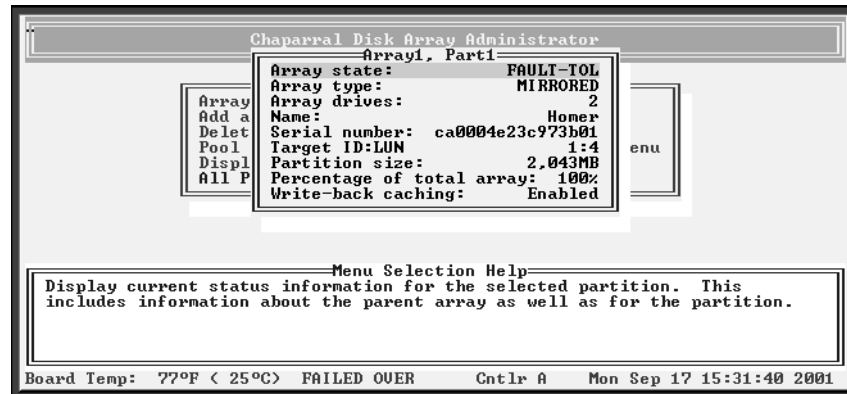 Chaparral Disk Array Administrator
Array1, Part1
Array state: FAULT-TOL
Array type: MIRRORED
Array drives: 2
Name: Homer
Serial number: ca0004e23c973b01
Target ID:LUN 1:4
Partition size: 2,043MB
Percentage of total array: 100%
Write-back caching: Enabled
Array
Add a
Delet
Pool
Displ
All P
enu
Menu Selection Help
Display current status information for the selected partition. This
includes information about the parent array as well as for the partition.
Board Temp: 77ºF ( 25ºC) FAILED OVER Cntlr A Mon Sep 17 15:31:40 2001